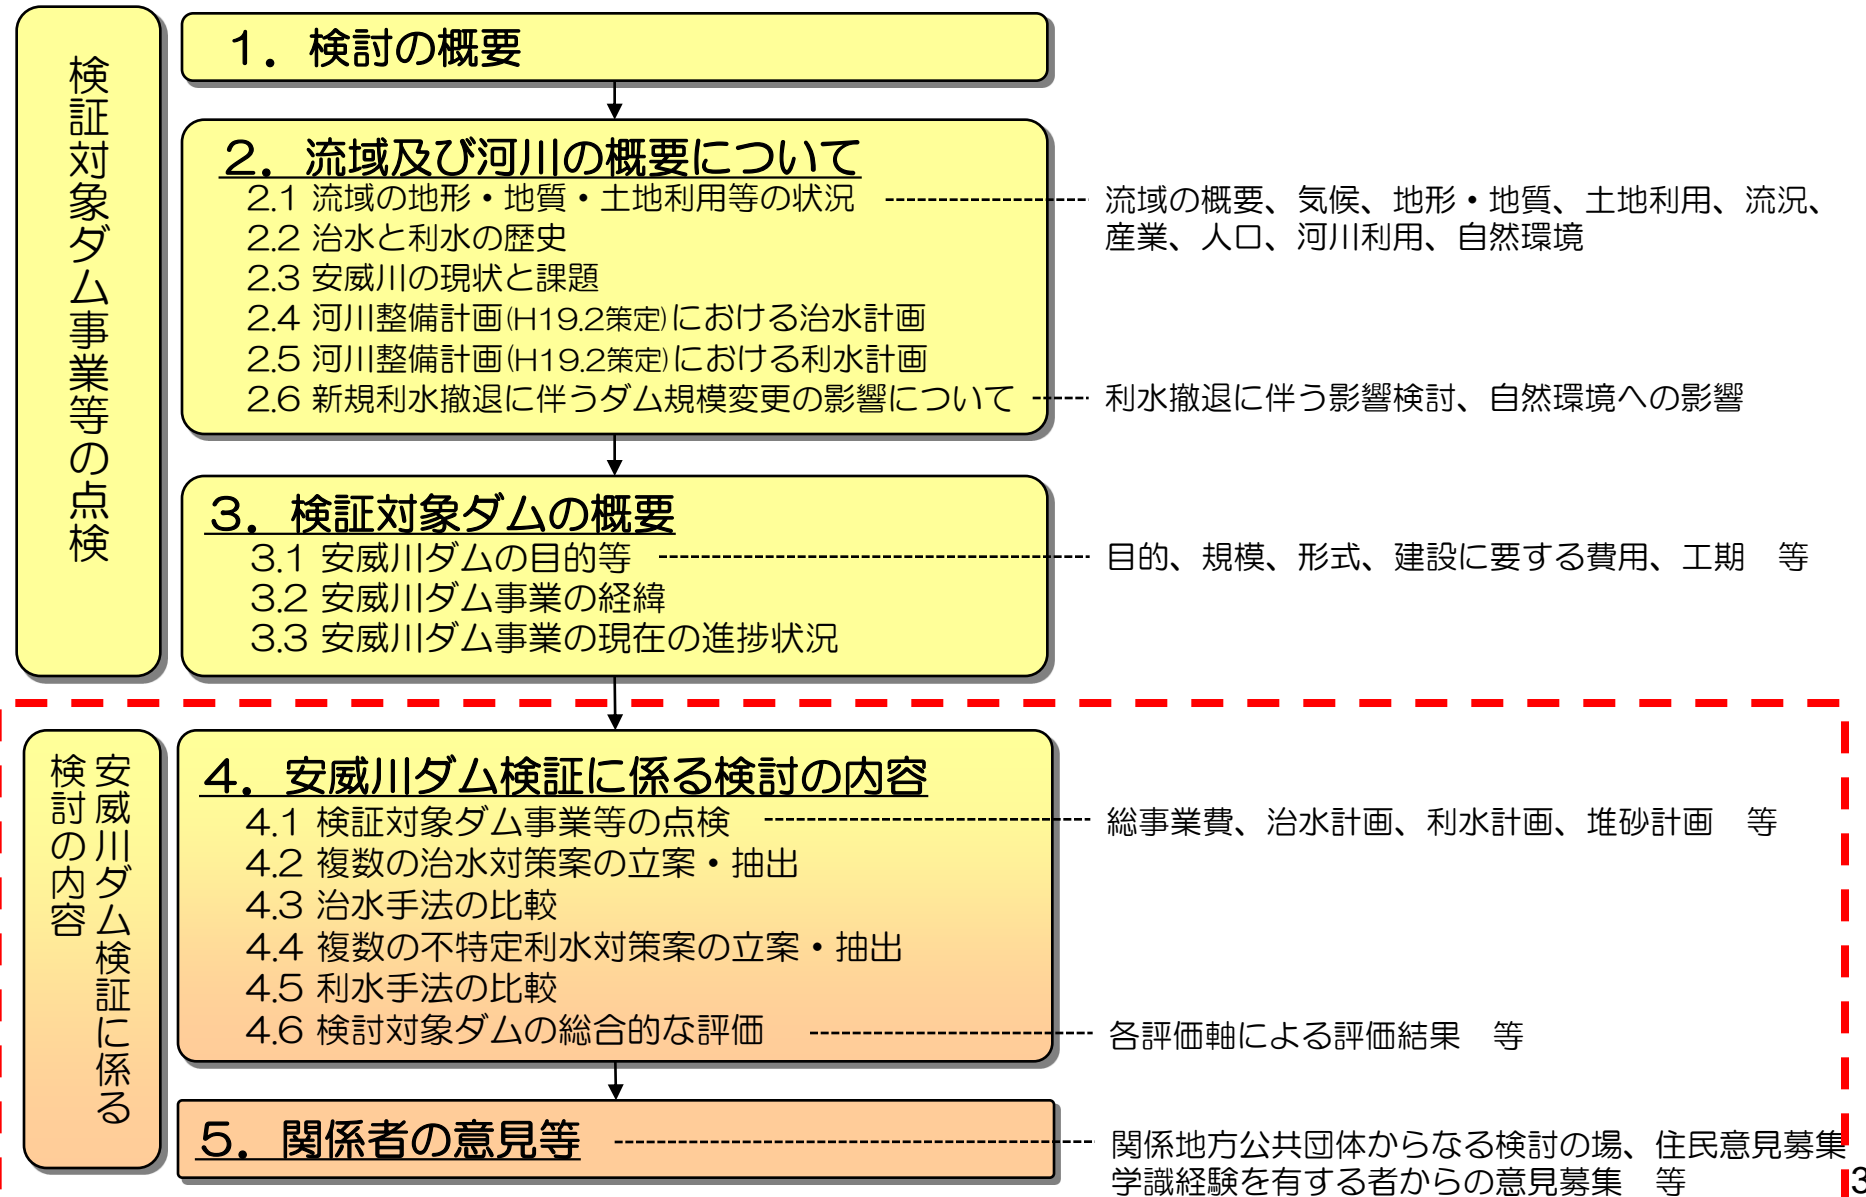 検証対象ダム事業等の点検
１．検討の概要
２．流域及び河川の概要について
2.1 流域の地形・地質・土地利用等の状況
流域の概要、気候、地形・地質、土地利用、流況、
産業、人口、河川利用、自然環境
2.2 治水と利水の歴史
2.3 安威川の現状と課題
2.4 河川整備計画(H19.2策定)における治水計画
2.5 河川整備計画(H19.2策定)における利水計画
2.6 新規利水撤退に伴うダム規模変更の影響について
利水撤退に伴う影響検討、自然環境への影響
３．検証対象ダムの概要
3.1 安威川ダムの目的等
目的、規模、形式、建設に要する費用、工期　等
3.2 安威川ダム事業の経緯
3.3 安威川ダム事業の現在の進捗状況
安威川ダム検証に係る
検討の内容
４．安威川ダム検証に係る検討の内容
4.1 検証対象ダム事業等の点検
総事業費、治水計画、利水計画、堆砂計画　等
4.2 複数の治水対策案の立案・抽出
4.3 治水手法の比較
4.4 複数の不特定利水対策案の立案・抽出
4.5 利水手法の比較
4.6 検討対象ダムの総合的な評価
各評価軸による評価結果　等
５．関係者の意見等
関係地方公共団体からなる検討の場、住民意見募集
学識経験を有する者からの意見募集　等
3